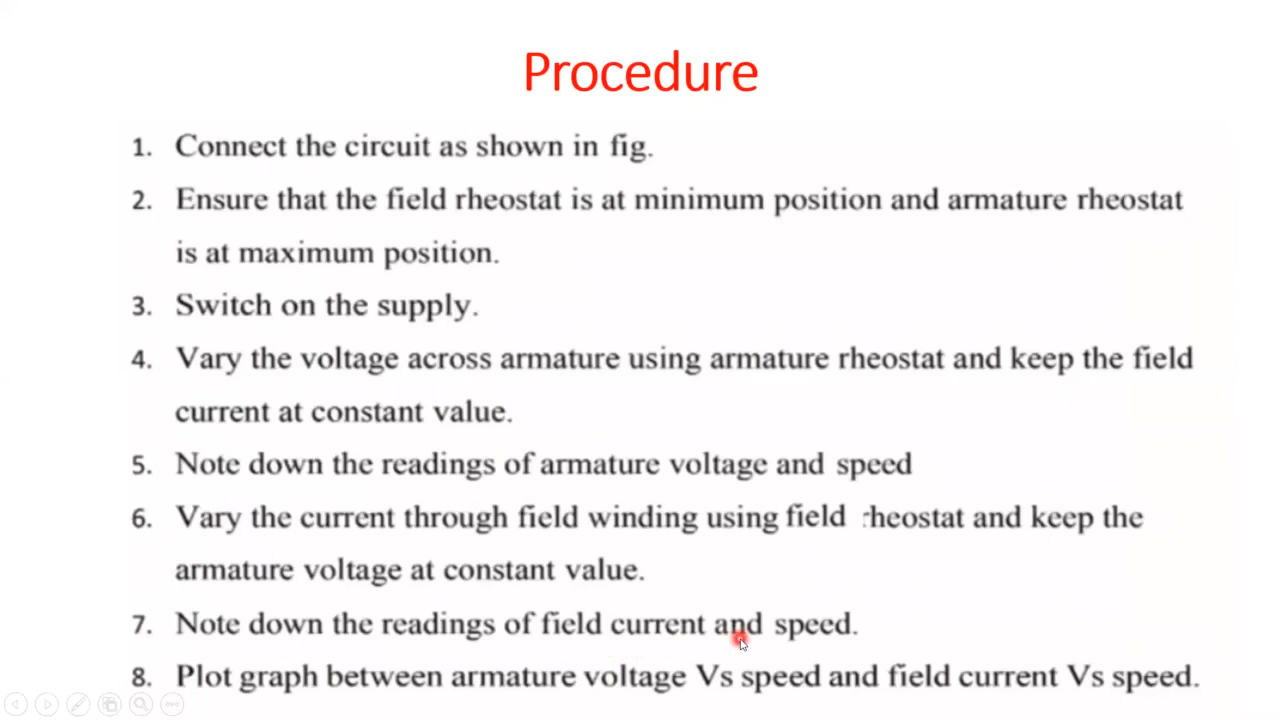 Procedure
1. Connect the circuit as shown in fig.
2. Ensure that the field rheostat is at minimum position and armature rheostat
is at maximum position.
3. Switch on the supply.
4. Vary the voltage across armature using armature rheostat and keep the field
current at constant value.
5. Note down the readings of armature voltage and speed
6. Vary the current through field winding using field rheostat and keep the
armature voltage at constant value.
7. Note down the readings of field current and speed.
8. Plot graph between armature voltage Vs speed and field current Vs speed.